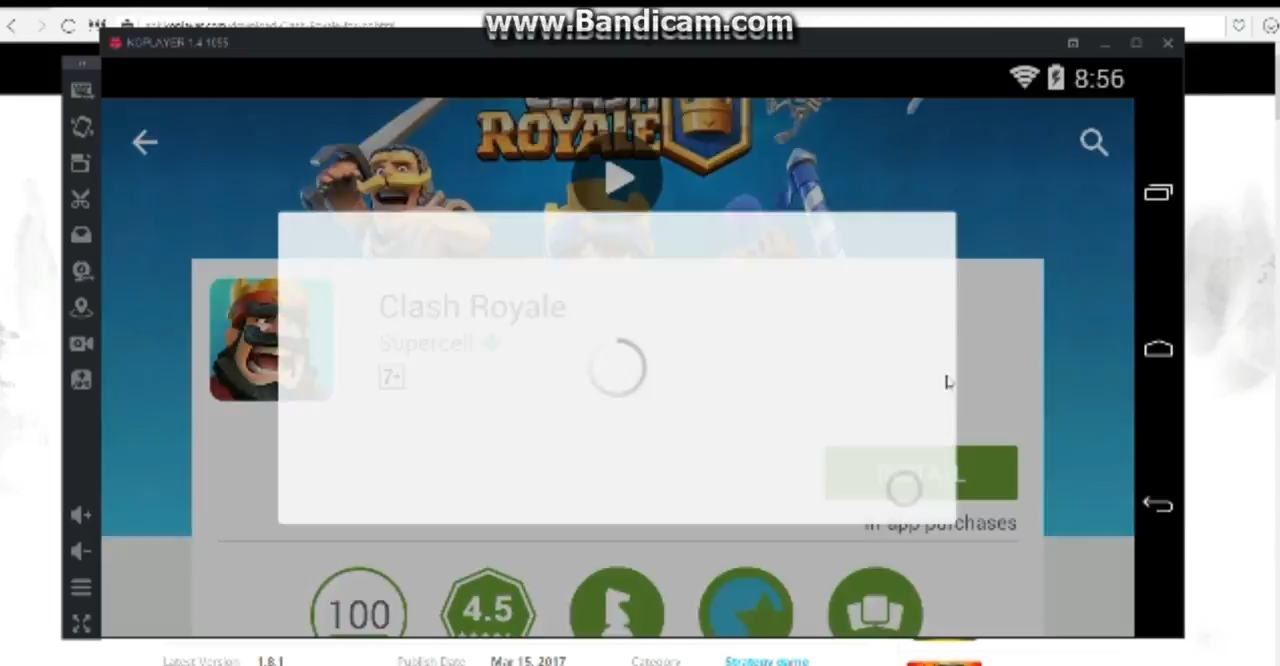 www.Bandicam.com
KOPLAYER 1.4.1055
8:56
CLASH
ROYALE
Clash Royale
Supercell
7+
INSTALL
In-app purchases
100
4.5
Latest Version 1.8.1 Publish Date Mar 15, 2017 Category Strategy game